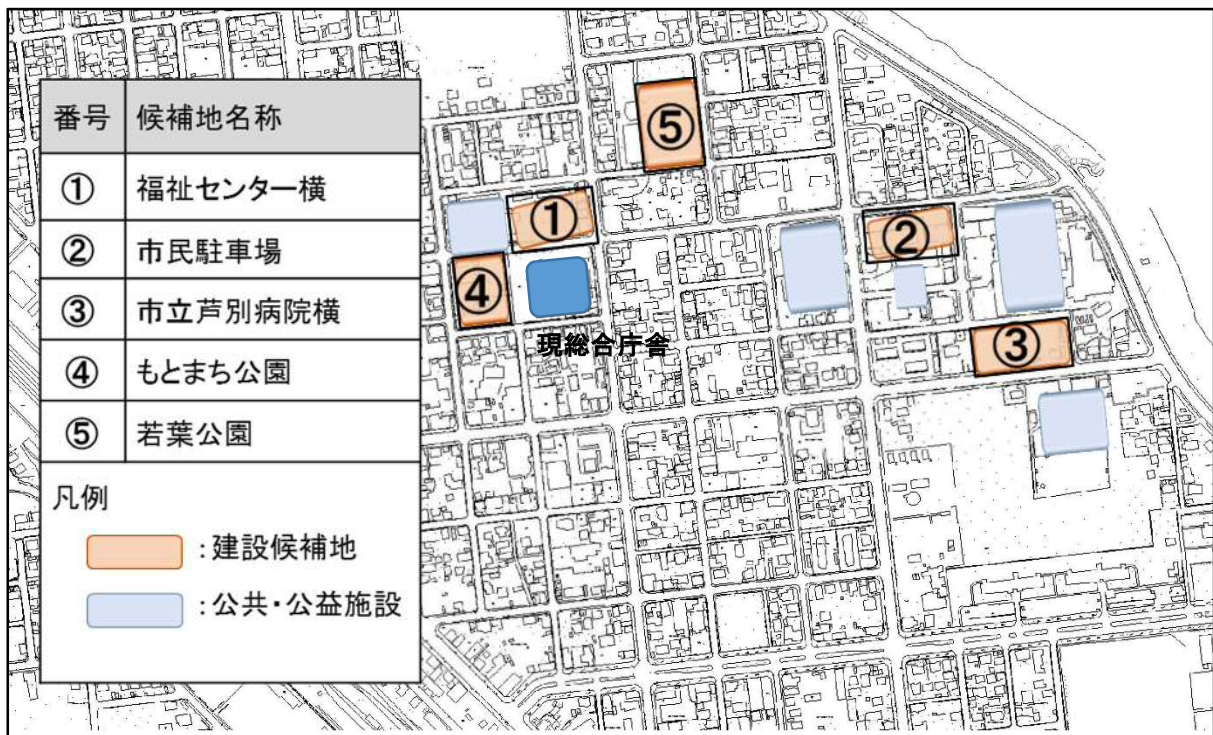 番号 候補地名称
① 福祉センター横
② 市民駐車場
③ 市立芦別病院横
④ もとまち公園
⑤ 若葉公園
凡例
:建設候補地
:公共・公益施設
⑤
①
②
④
現総合庁舎
③